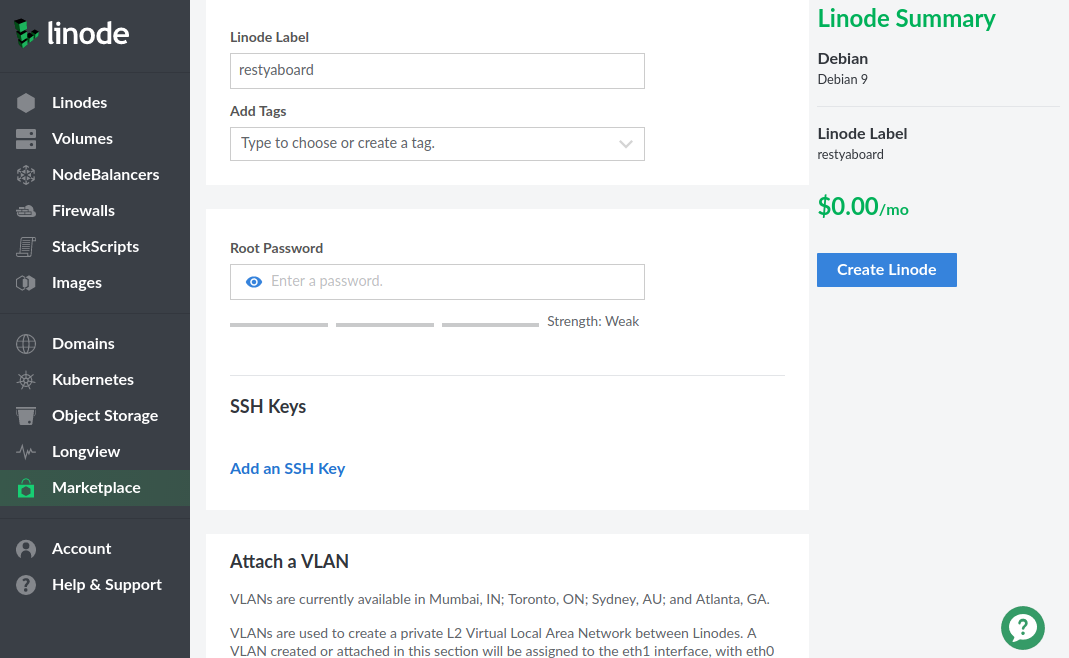 linode
Linodes
Volumes
NodeBalancers
Firewalls
StackScripts
Images
Domains
Kubernetes
Object Storage
Longview
Marketplace
Account
Help & Support
Linode Label
restyaboard
Add Tags
Type to choose or create a tag.
Root Password
Enter a password.
Strength: Weak
SSH Keys
Add an SSH Key
Attach a VLAN
VLANs are currently available in Mumbai, IN; Toronto, ON; Sydney, AU; and Atlanta, GA.
VLANs are used to create a private L2 Virtual Local Area Network between Linodes. A
VLAN created or attached in this section will be assigned to the eth1 interface, with eth0
Linode Summary
Debian
Debian 9
Linode Label
restyaboard
$0.00/mo
Create Linode